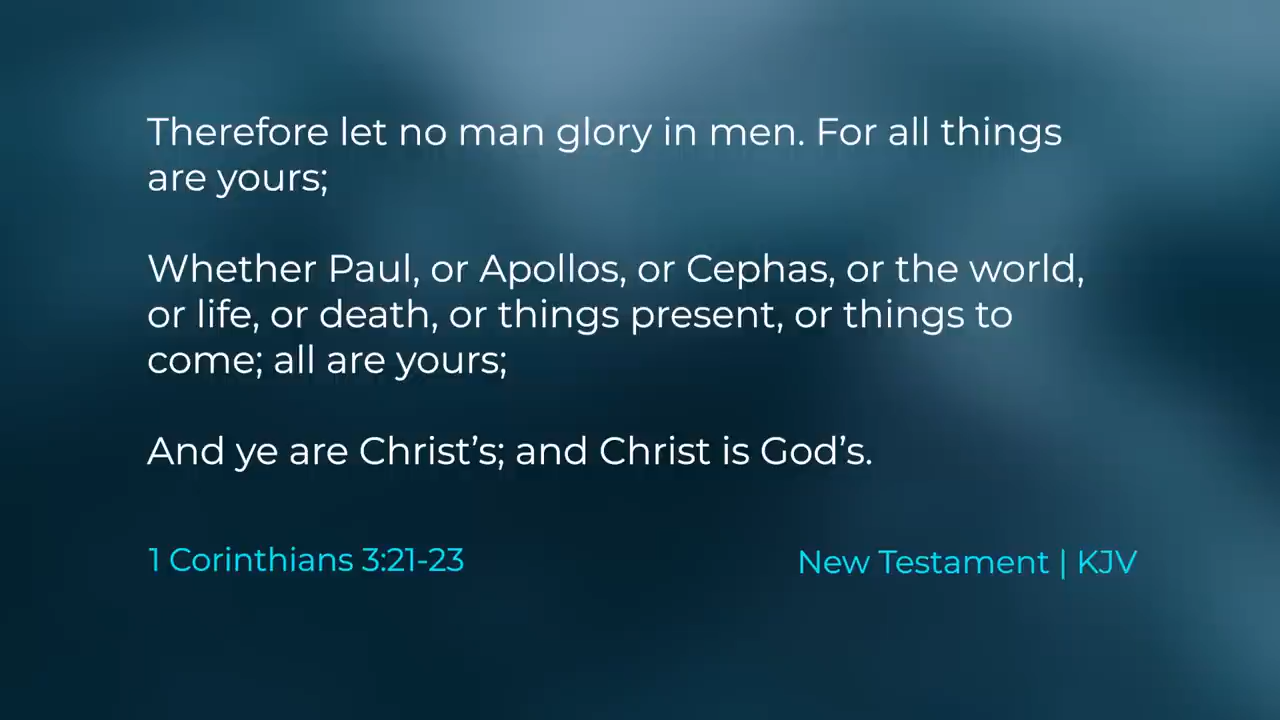 Therefore let no man glory in men. For all things
are yours;
Whether Paul, or Apollos, or Cephas, or the world,
or life, or death, or things present, or things to
come; all are yours;
And ye are Christ’s; and Christ is God’s.
1 Corinthians 3:21-23
New Testament | KJV